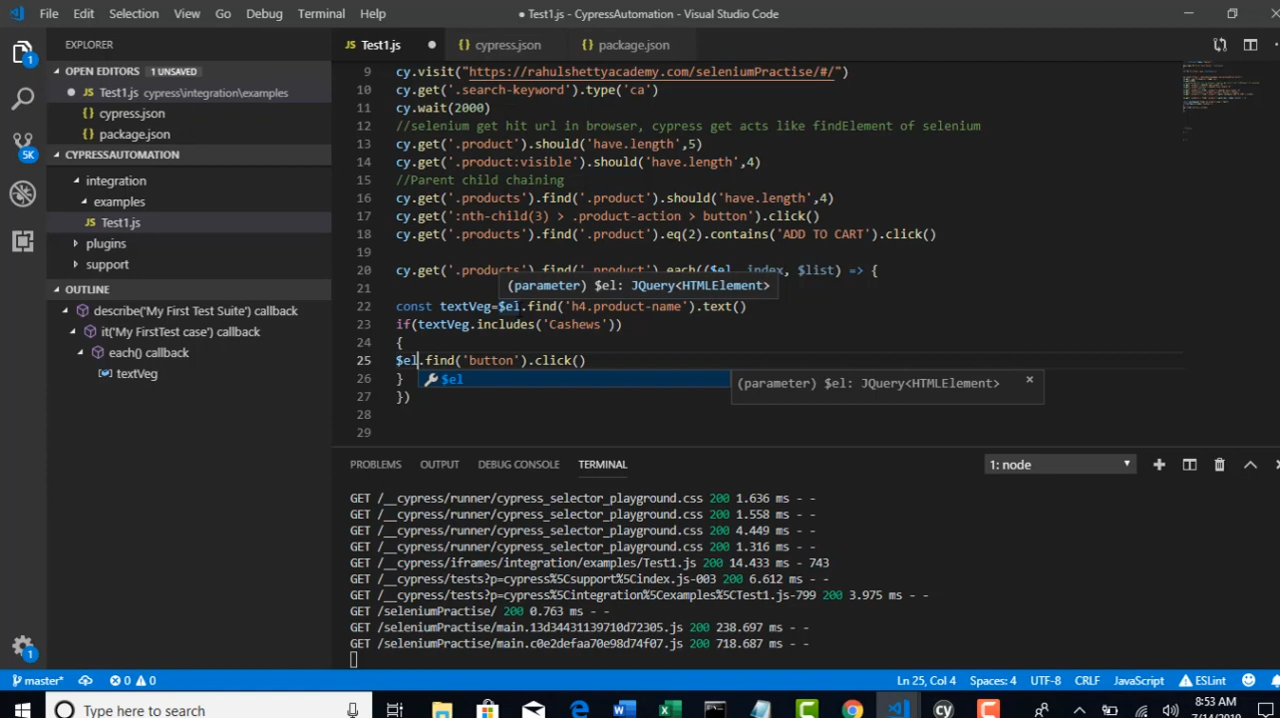 File Edit Selection View Go Debug Terminal Help
● Test1.js - CypressAutomation - Visual Studio Code
EXPLORER
OPEN EDITORS 1 UNSAVED
Test1.js cypress\integration\examples
cypress.json
package.json
CYPRESSAUTOMATION
integration
examples
JS Test1.js
plugins
support
OUTLINE
describe('My First Test Suite') callback
it('My FirstTest case') callback
each() callback
textVeg
1
5K
1
JS Test1.js ● {} cypress.json {} package.json
9 cy.visit("https://rahulshettyacademy.com/seleniumPractise/#/")
10 cy.get('.search-keyword').type('ca')
11 cy.wait(2000)
12 //selenium get hit url in browser, cypress get acts like findElement of selenium
13 cy.get('.product').should('have.length',5)
14 cy.get('.product:visible').should('have.length',4)
15 //Parent child chaining
16 cy.get('.products').find('.product').should('have.length',4)
17 cy.get(':nth-child(3) > .product-action > button').click()
18 cy.get('.products').find('.product').eq(2).contains('ADD TO CART').click()
19
20 cy.get('.products').find('.product').each(($el, index, $list) => {
(parameter) $el: JQuery<HTMLElement>
22 const textVeg=$el.find('h4.product-name').text()
23 if(textVeg.includes('Cashews'))
24 {
25 $el.find('button').click()
26 }
$el (parameter) $el: JQuery<HTMLElement> ×
27 })
28
29
PROBLEMS OUTPUT DEBUG CONSOLE TERMINAL 1: node
GET /__cypress/runner/cypress_selector_playground.css 200 1.636 ms - -
GET /__cypress/runner/cypress_selector_playground.css 200 1.558 ms - -
GET /__cypress/runner/cypress_selector_playground.css 200 4.449 ms - -
GET /__cypress/runner/cypress_selector_playground.css 200 1.316 ms - -
GET /__cypress/iframes/integration/examples/Test1.js 200 14.433 ms - 743
GET /__cypress/tests?p=cypress%5Csupport%5Cindex.js-003 200 6.612 ms - -
GET /__cypress/tests?p=cypress%5Cintegration%5Cexamples%5CTest1.js-799 200 3.975 ms - -
GET /seleniumPractise/ 200 0.763 ms - -
GET /seleniumPractise/main.13d34431139710d72305.js 200 238.697 ms - -
GET /seleniumPractise/main.c0e2defaa70e98d74f07.js 200 718.687 ms - -
master* 0 0 Ln 25, Col 4 Spaces: 4 UTF-8 CRLF JavaScript ESLint
Type here to search
8:53 AM